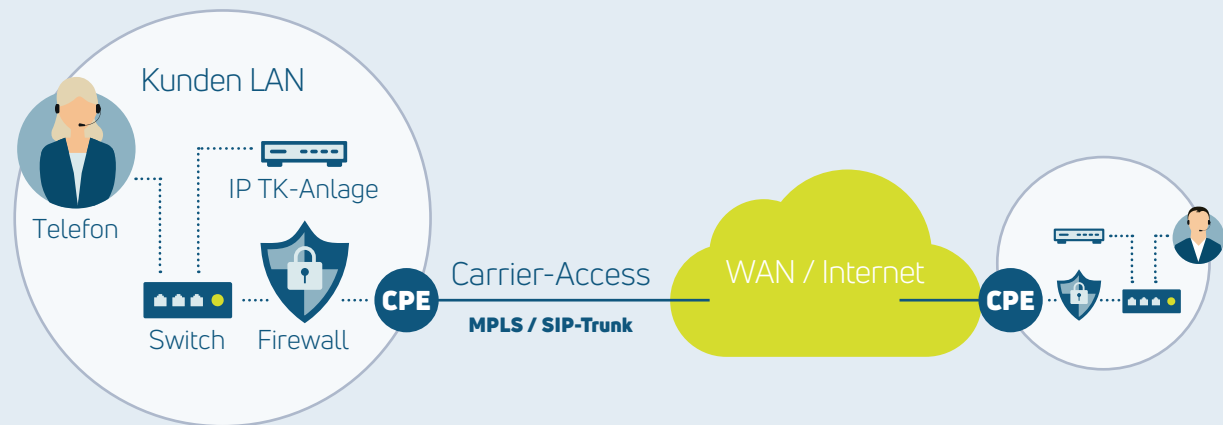 Kunden LAN
IP TK-Anlage
Telefon
Switch
Firewall
CPE
Carrier-Access
MPLS / SIP-Trunk
WAN / Internet
CPE